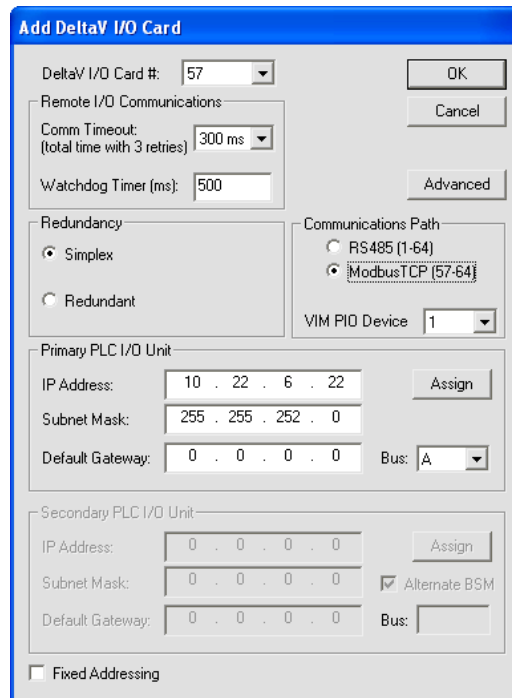 Add DeltaV I/O Card
DeltaV I/O Card #: 57
OK
Remote I/O Communications
Cancel
Comm Timeout:
(total time with 3 retries) 300 ms
Watchdog Timer (ms): 500
Advanced
Redundancy
Simplex
Redundant
Communications Path
RS485 (1-64)
ModbusTCP (57-64)
VIM PIO Device 1
Primary PLC I/O Unit
IP Address: 10 . 22 . 6 . 22
Assign
Subnet Mask: 255 . 255 . 252 . 0
Default Gateway: 0 . 0 . 0 . 0
Bus: A
Secondary PLC I/O Unit
IP Address: 0 . 0 . 0 . 0
Assign
Subnet Mask: 0 . 0 . 0 . 0
Alternate BSM
Default Gateway: 0 . 0 . 0 . 0
Bus:
Fixed Addressing